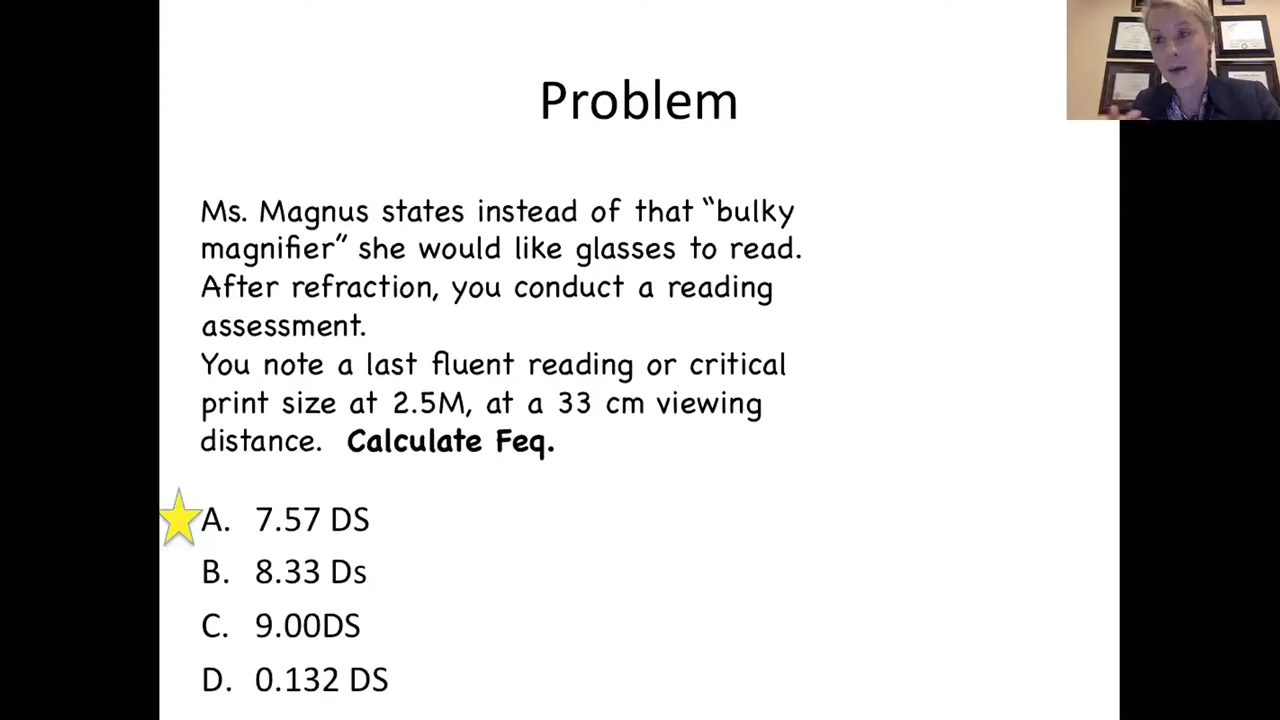 Problem
Ms. Magnus states instead of that “bulky
magnifier” she would like glasses to read.
After refraction, you conduct a reading
assessment.
You note a last fluent reading or critical
print size at 2.5M, at a 33 cm viewing
distance. Calculate Feq.
A. 7.57 DS
B. 8.33 Ds
C. 9.00DS
D. 0.132 DS